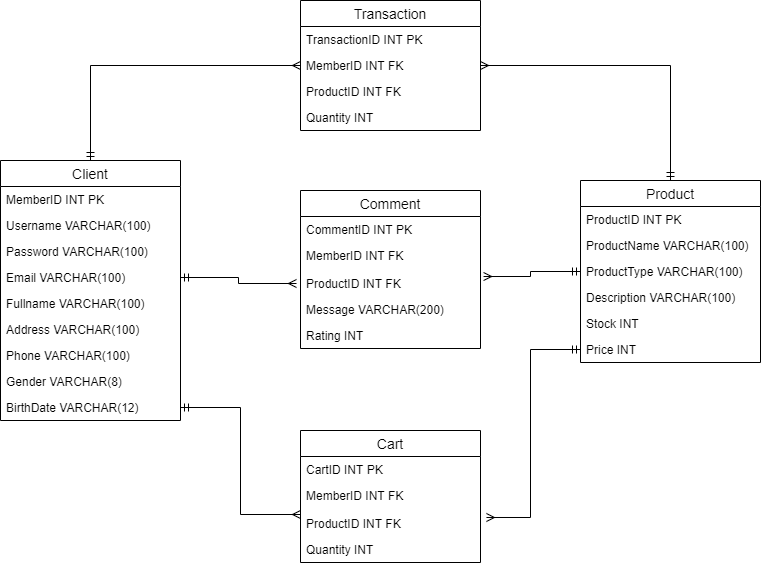 Transaction
TransactionID INT PK
MemberID INT FK
ProductID INT FK
Quantity INT
Client
MemberID INT PK
Username VARCHAR(100)
Password VARCHAR(100)
Email VARCHAR(100)
Fullname VARCHAR(100)
Address VARCHAR(100)
Phone VARCHAR(100)
Gender VARCHAR(8)
BirthDate VARCHAR(12)
Comment
CommentID INT PK
MemberID INT FK
ProductID INT FK
Message VARCHAR(200)
Rating INT
Product
ProductID INT PK
ProductName VARCHAR(100)
ProductType VARCHAR(100)
Description VARCHAR(100)
Stock INT
Price INT
Cart
CartID INT PK
MemberID INT FK
ProductID INT FK
Quantity INT